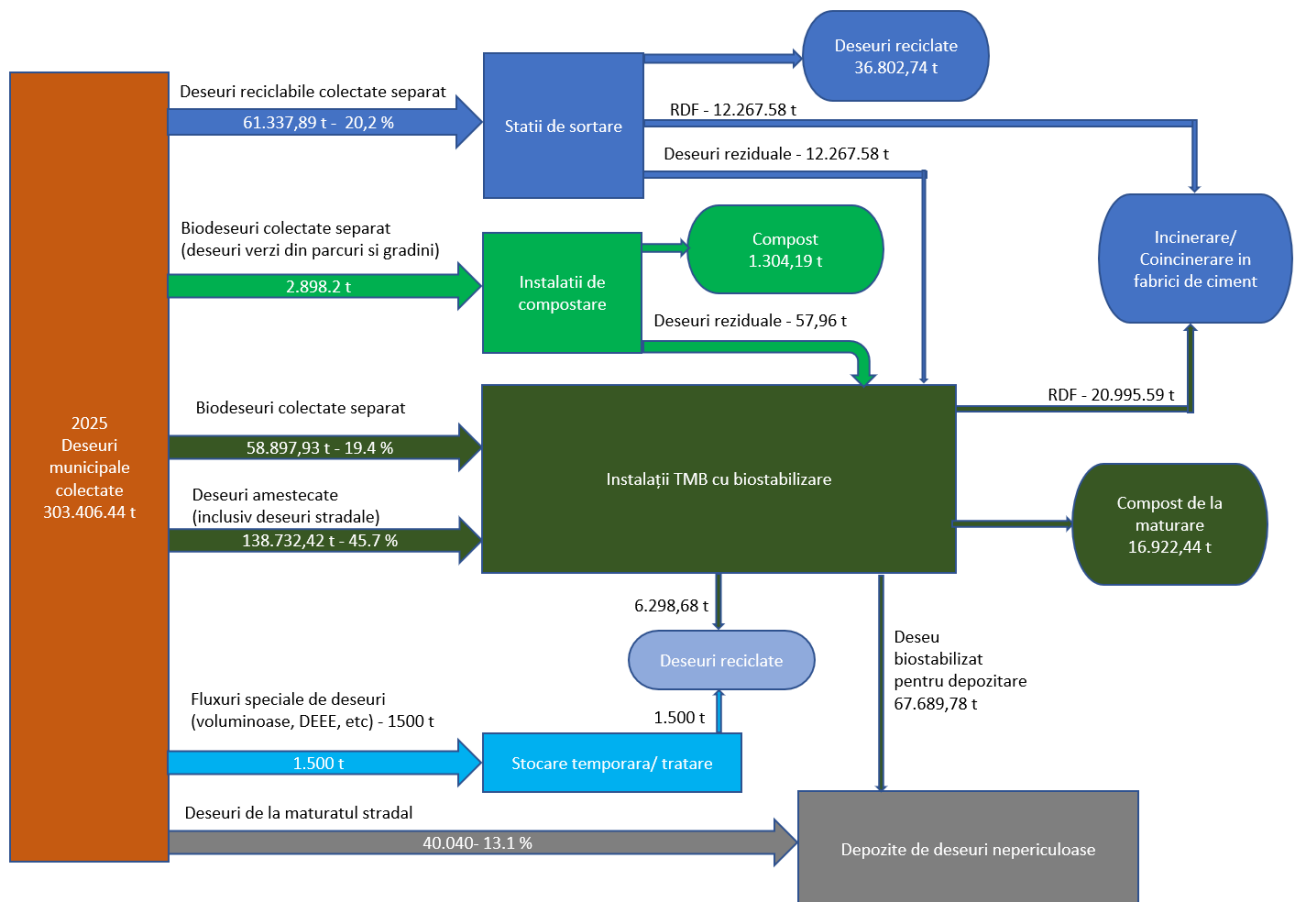 2025
Deseuri
municipale
colectate
303.406.44 t
Deseuri reciclabile colectate separat
61.337,89 t - 20,2 %
Statii de sortare
Deseuri reciclate
36.802,74 t
RDF - 12.267.58 t
Deseuri reziduale - 12.267.58 t
Biodeseuri colectate separat
(deseuri verzi din parcuri si gradini)
2.898.2 t
Instalatii de
compostare
Compost
1.304,19 t
Deseuri reziduale - 57,96 t
Incinerare/
Coincinerare in
fabrici de ciment
Biodeseuri colectate separat
58.897,93 t - 19.4 %
Deseuri amestecate
(inclusiv deseuri stradale)
138.732,42 t - 45.7 %
Instalații TMB cu biostabilizare
RDF - 20.995.59 t
Compost de la
maturare
16.922,44 t
6.298,68 t
Deseuri reciclate
Deseu
biostabilizat
pentru depozitare
67.689,78 t
Fluxuri speciale de deseuri
(voluminoase, DEEE, etc) - 1500 t
1.500 t
Stocare temporara/ tratare
1.500 t
Deseuri de la maturatul stradal
40.040- 13.1 %
Depozite de deseuri nepericuloase